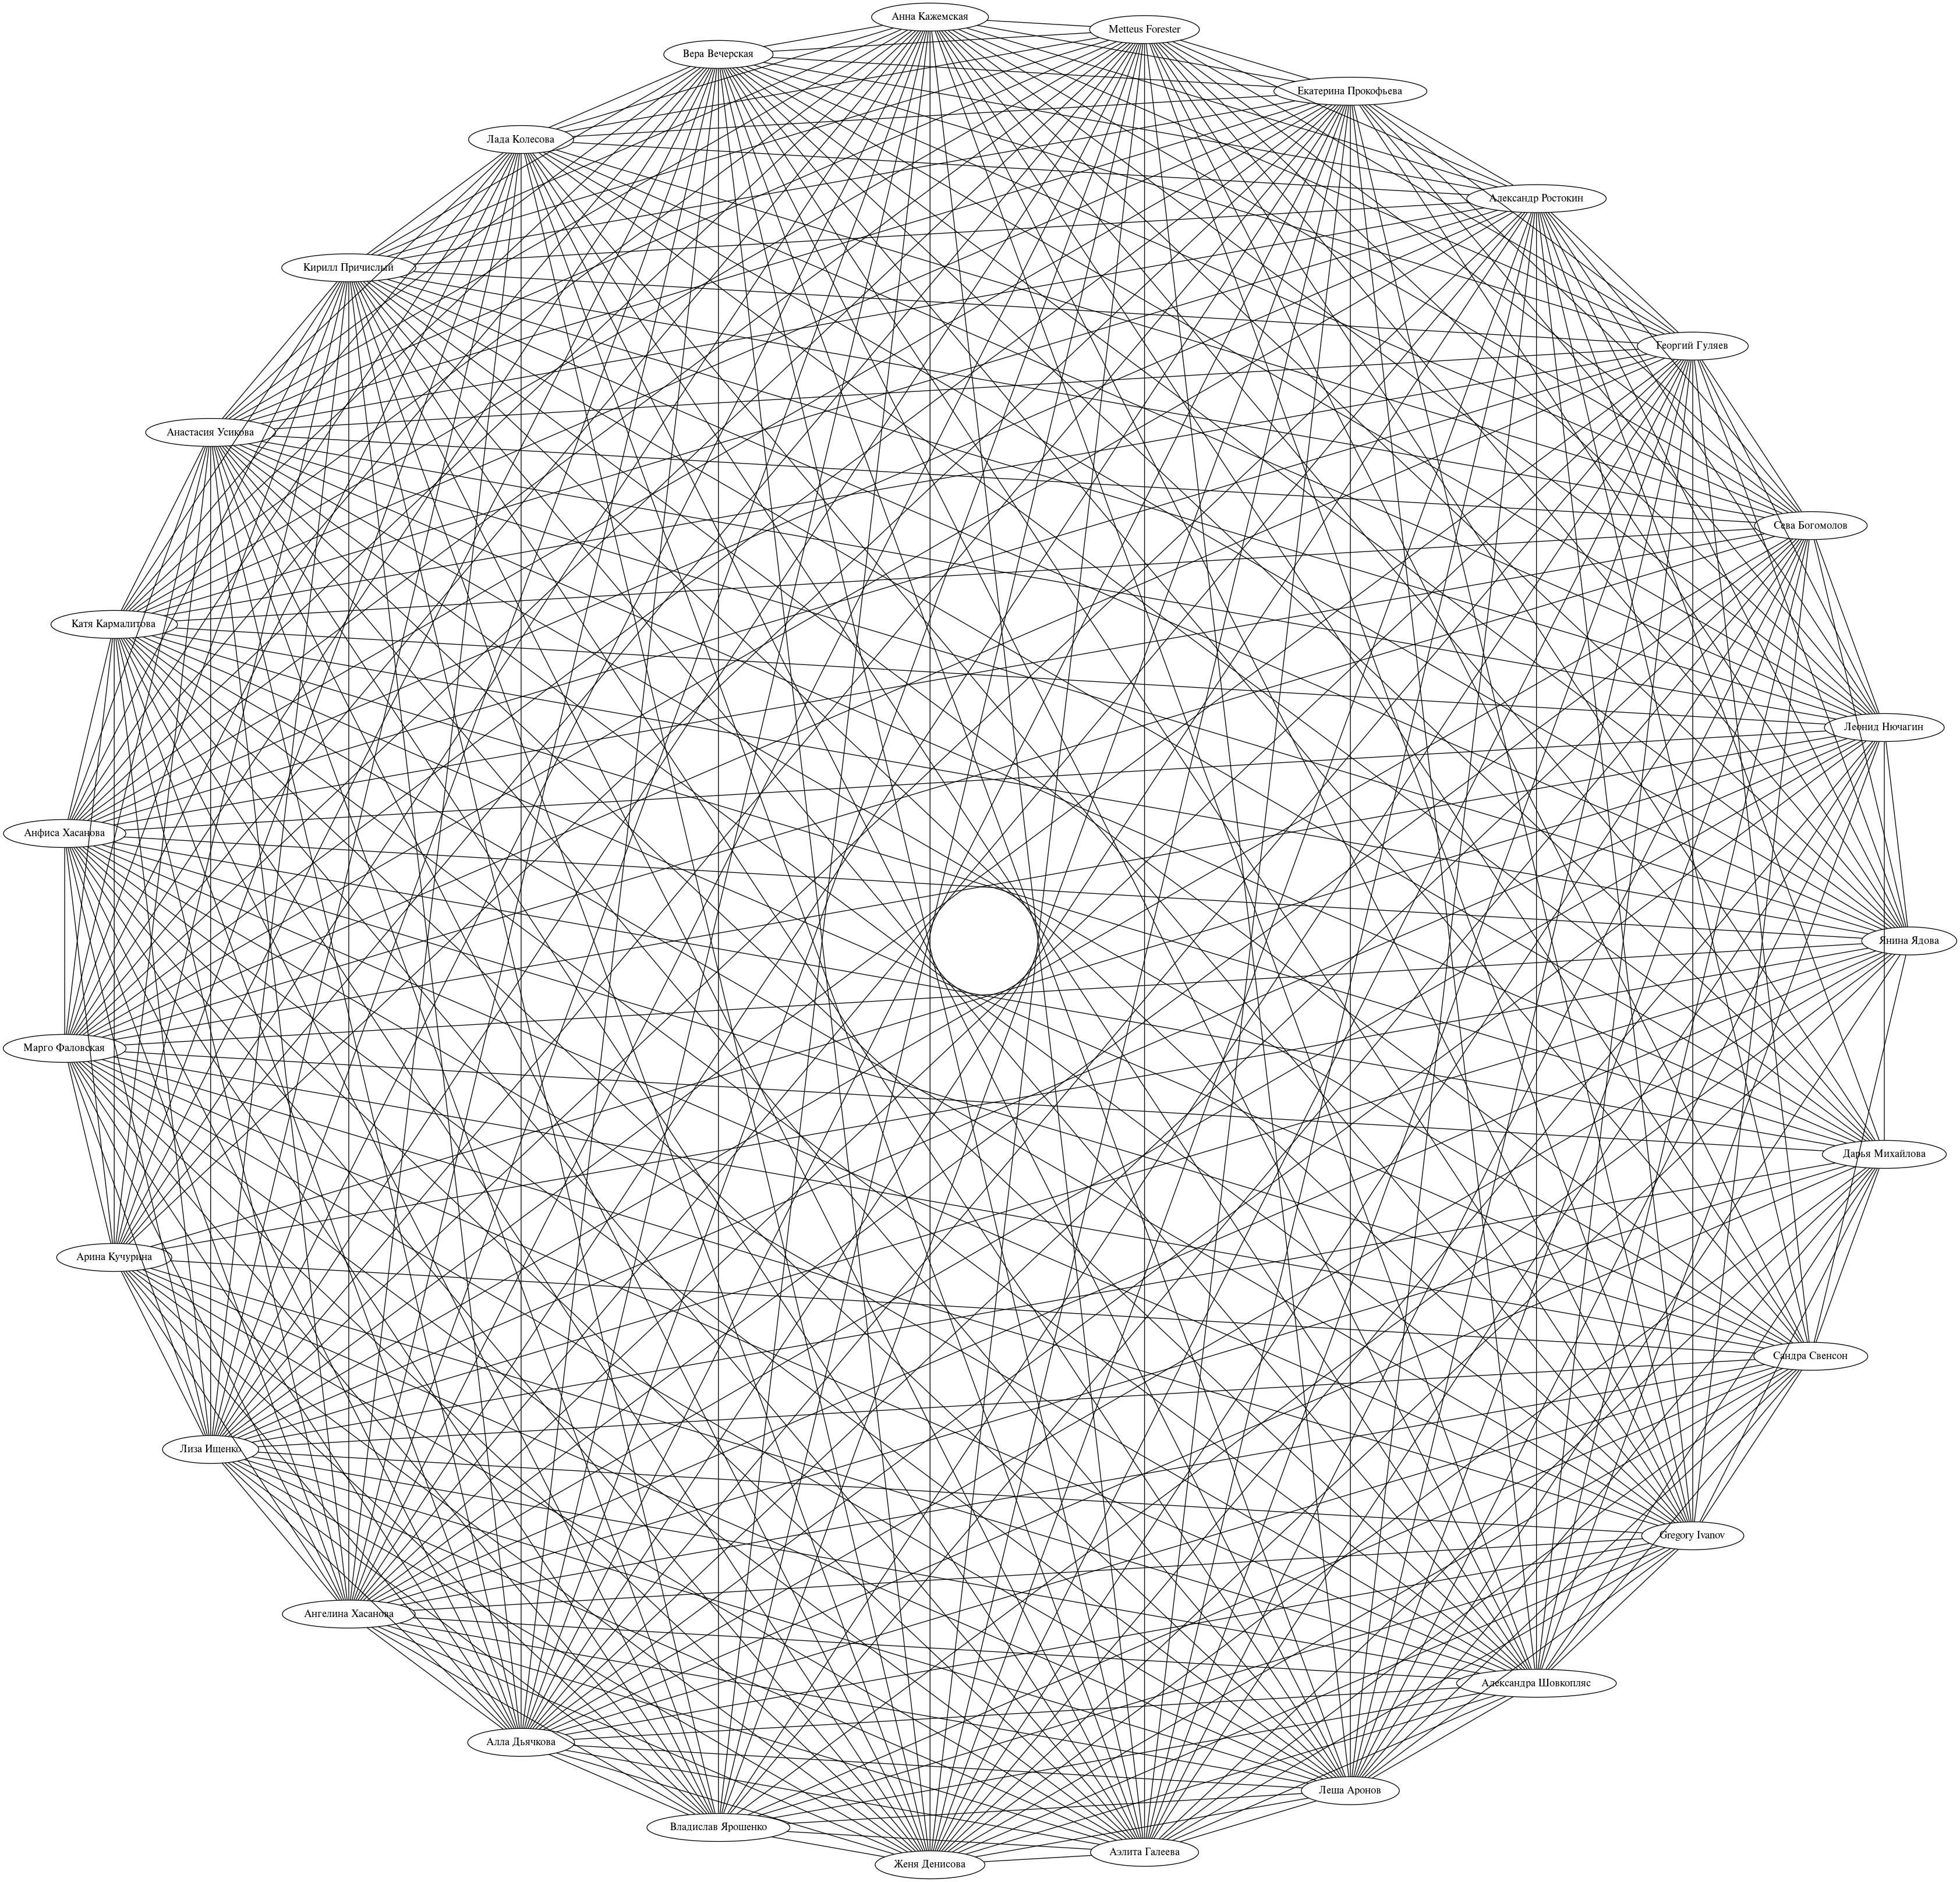 Анна Кажемская
Metteus Forester
Вера Вечерская
Екатерина Прокофьева
Лада Колесова
Александр Ростокин
Кирилл Причислый
Георгий Гуляев
Анастасия Усикова
Сева Богомолов
Катя Кармалитова
Леонид Нючагин
Анфиса Хасанова
Янина Ядова
Марго Фаловская
Дарья Михайлова
Арина Кучурина
Сандра Свенсон
Лиза Ищенко
Gregory Ivanov
Ангелина Хасанова
Александра Шовкопляс
Алла Дьячкова
Леша Аронов
Владислав Ярошенко
Аэлита Галеева
Женя Денисова